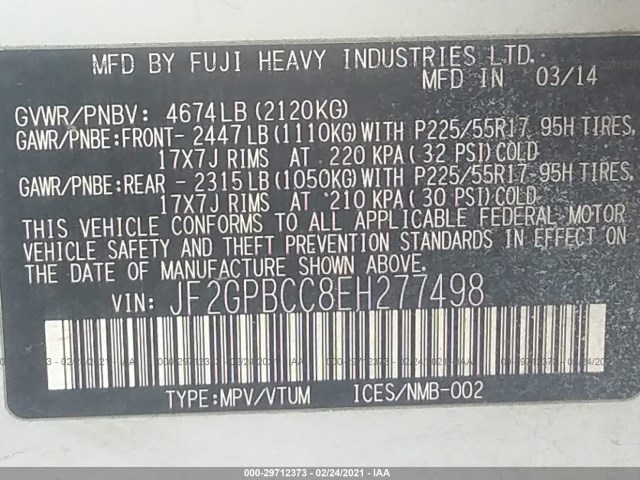 MFD BY FUJI HEAVY INDUSTRIES LTD.
MFD IN 03/14
GVWR/PNBV: 4674LB (2120KG)
GAWR/PNBE:FRONT- 2447LB (1110KG) WITH P225/55R17 95H TIRES,
17X7J RIMS AT 220 KPA ( 32 PSI) COLD
GAWR/PNBE:REAR - 2315LB (1050KG) WITH P225/55R17 95H TIRES,
17X7J RIMS AT 210 KPA ( 30 PSI) COLD
THIS VEHICLE CONFORMS TO ALL APPLICABLE FEDERAL MOTOR
VEHICLE SAFETY AND THEFT PREVENTION STANDARDS IN EFFECT ON
THE DATE OF MANUFACTURE SHOWN ABOVE.
VIN: JF2GPBCC8EH277498
TYPE:MPV/VTUM ICES/NMB-002
000-29712373 - 02/24/2021 - IAA